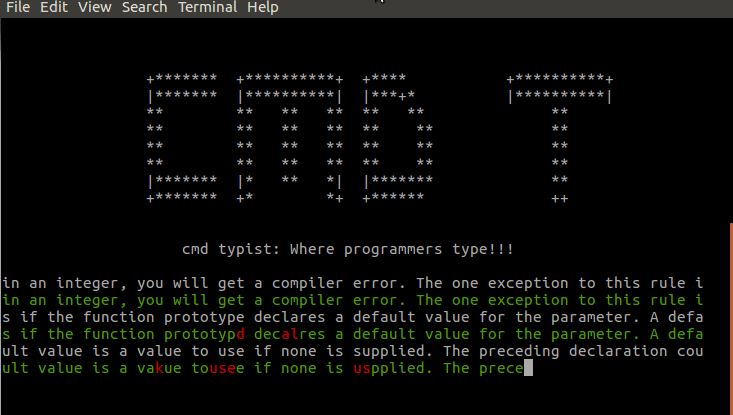 File Edit View Search Terminal Help
+******* +**********+ +**** +**********+
|******* |**********| |***+* |**********|
** ** ** ** ** ** **
** ** ** ** ** ** **
** ** ** ** ** ** **
** ** ** ** ** ** **
|******* |* ** *| |******* **
+******* +* *+ +****** ++
cmd typist: Where programmers type!!!
in an integer, you will get a compiler error. The one exception to this rule i
in an integer, you will get a compiler error. The one exception to this rule i
s if the function prototype declares a default value for the parameter. A defa
s if the function prototypd decalres a default value for the parameter. A defa
ult value is a value to use if none is supplied. The preceding declaration cou
ult value is a vakue tousee if none is uspplied. The prece